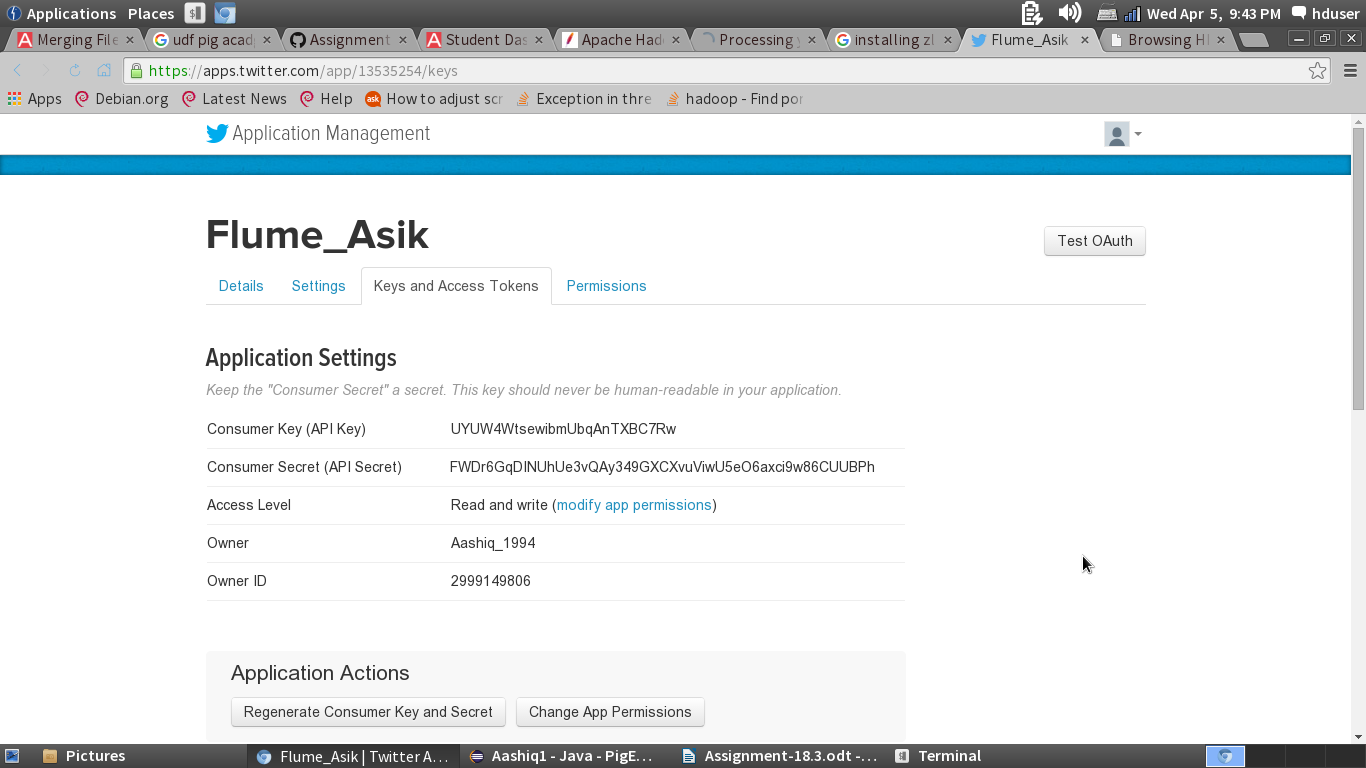 Applications Places Wed Apr 5, 9:43 PM hduser
Merging File udf pig acad Assignment Student Das Apache Had Processing installing zl Flume_Asik Browsing H
https://apps.twitter.com/app/13535254/keys
Apps Debian.org Latest News Help ask How to adjust scr Exception in thre hadoop - Find por
Application Management
Flume_Asik
Test OAuth
Details Settings Keys and Access Tokens Permissions
Application Settings
Keep the "Consumer Secret" a secret. This key should never be human-readable in your application.
Consumer Key (API Key) UYUW4WtsewibmUbqAnTXBC7Rw
Consumer Secret (API Secret) FWDr6GqDINUhUe3vQAy349GXCXvuViwU5eO6axci9w86CUUBPh
Access Level Read and write (modify app permissions)
Owner Aashiq_1994
Owner ID 2999149806
Application Actions
Regenerate Consumer Key and Secret Change App Permissions
Pictures Flume_Asik | Twitter A... Aashiq1 - Java - PigE... Assignment-18.3.odt -... Terminal